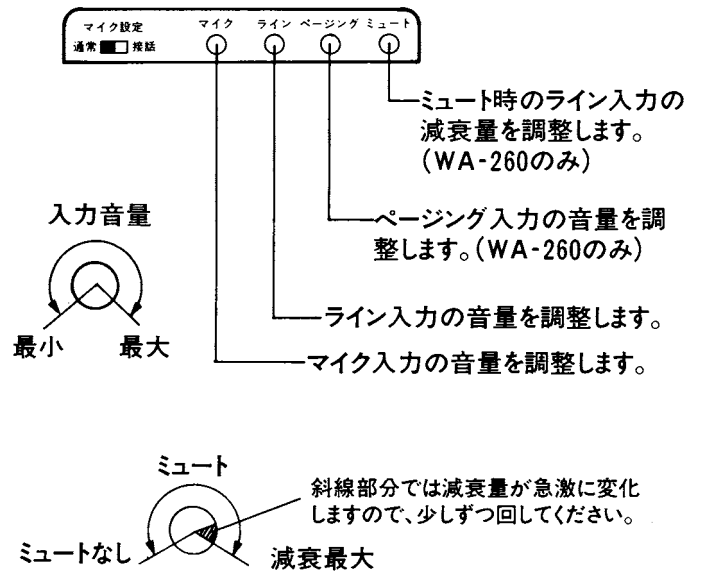 マイク設定
通常 接話
マイク ライン ページング ミュート
ミュート時のライン入力の
減衰量を調整します。
(WA-260のみ)
ページング入力の音量を調
整します。(WA-260のみ)
ライン入力の音量を調整します。
マイク入力の音量を調整します。
入力音量
最小 最大
ミュート
ミュートなし 減衰最大
斜線部分では減衰量が急激に変化
しますので、少しずつ回してください。